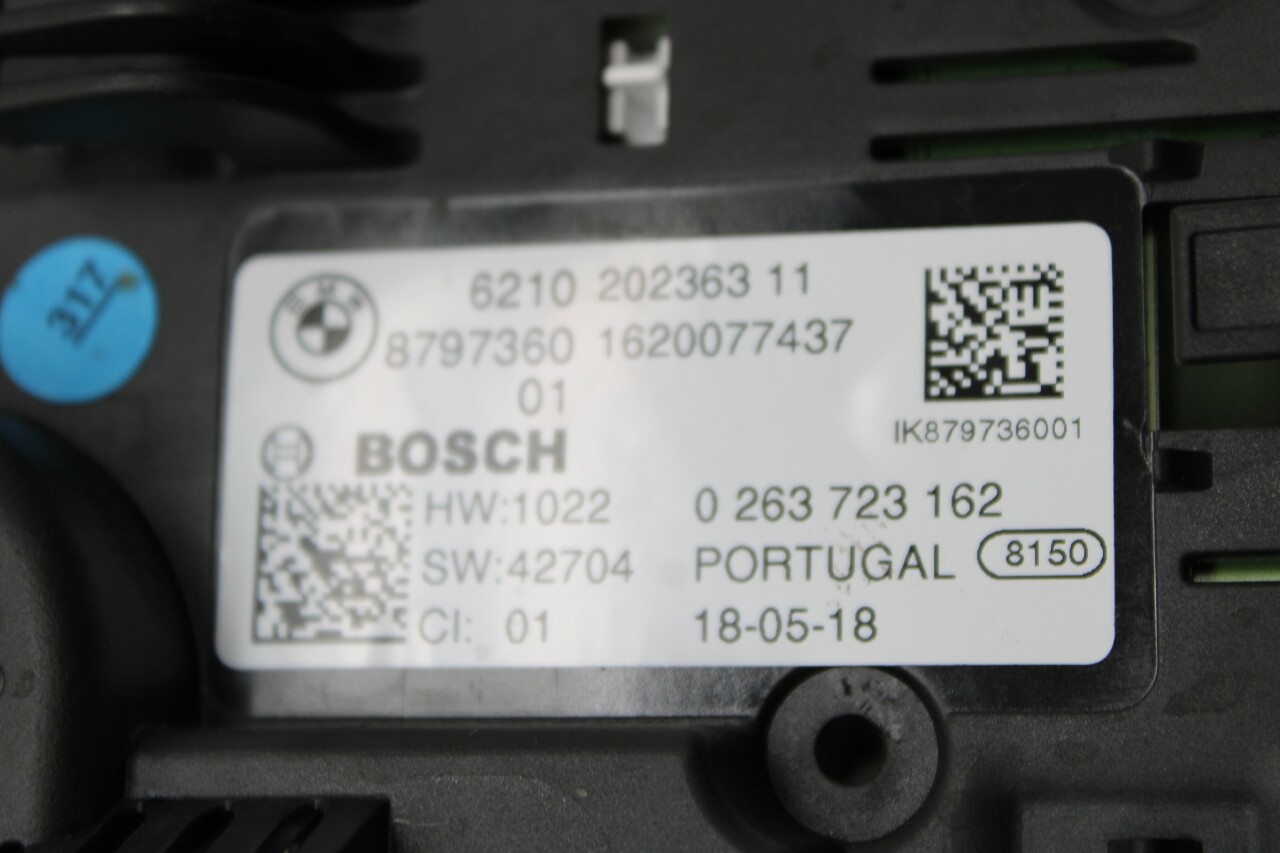 317
BMW
6210 202363 11
8797360 1620077437
01
IK879736001
BOSCH
HW:1022 0 263 723 162
SW:42704 PORTUGAL 8150
CI: 01 18-05-18